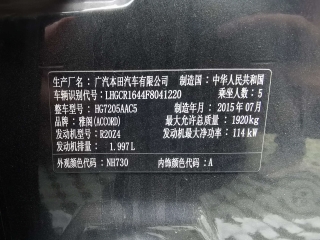 生产厂名：广汽本田汽车有限公司 制造国：中华人民共和国
车辆识别代号：LHGCR1644F8041220 乘坐人数：5
整车型号：HG7205AAC5 制造年月：2015年07月
品牌：雅阁(ACCORD) 最大允许总质量：1920kg
发动机型号：R20Z4 发动机最大净功率：114kW
发动机排量：1.997L
外观颜色代码：NH730 内饰颜色代码：A